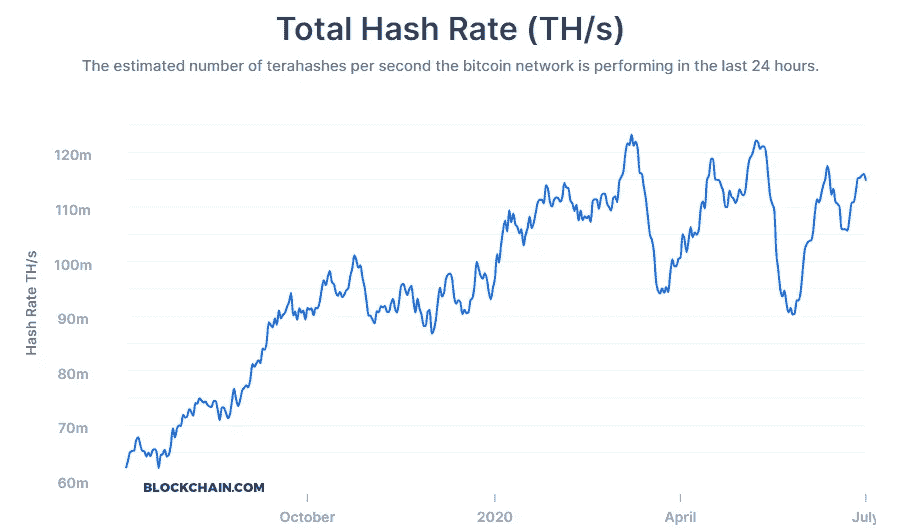 Total Hash Rate (TH/s)
The estimated number of terahashes per second the bitcoin network is performing in the last 24 hours.
120m
110m
100m
90m
80m
70m
60m
Hash Rate TH/s
BLOCKCHAIN.COM
October
2020
April
July